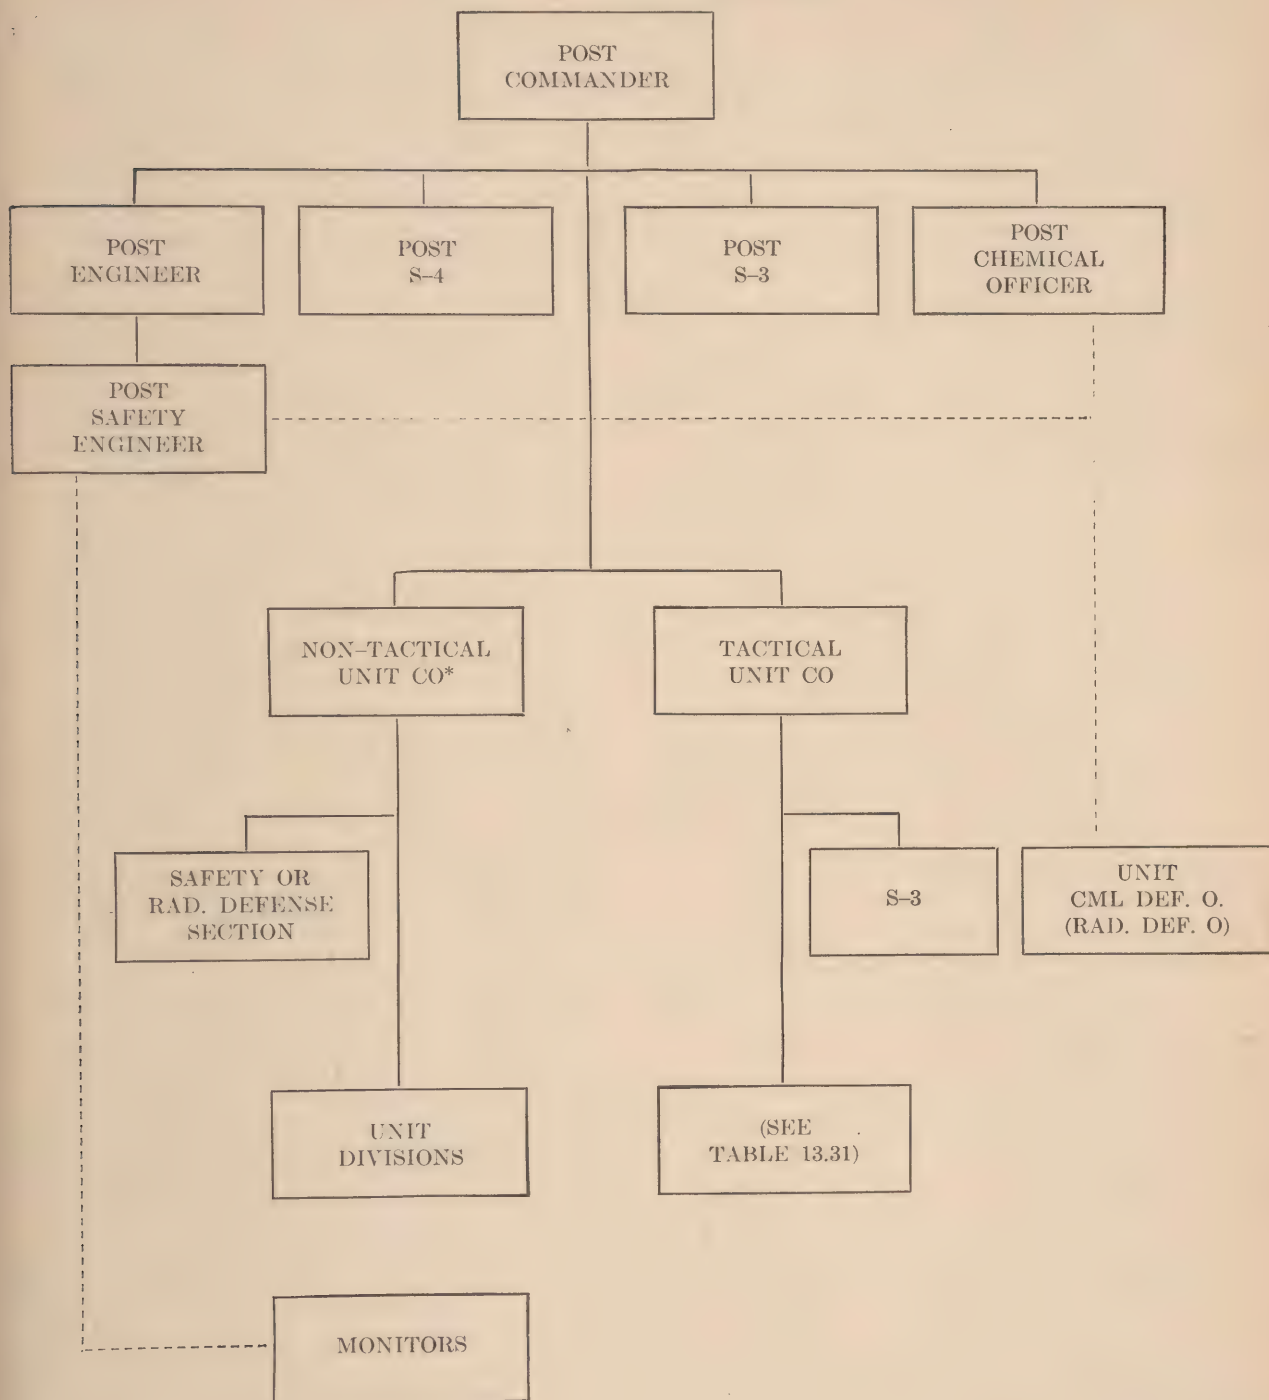 POST
COMMANDER
POST
ENGINEER
POST
S–4
POST
S–3
POST
CHEMICAL
OFFICER
POST
SAFETY
ENGINEER
NON–TACTICAL
UNIT CO*
TACTICAL
UNIT CO
SAFETY OR
RAD. DEFENSE
SECTION
S–3
UNIT
CML DEF. O.
(RAD. DEF. O)
UNIT
DIVISIONS
(SEE
TABLE 13.31)
MONITORS